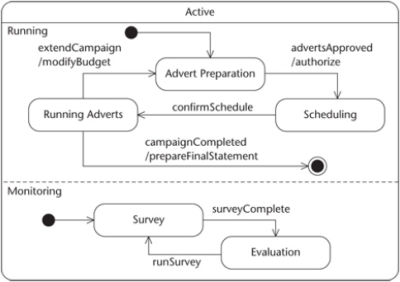 Active
Running
extendCampaign
/modifyBudget
advertsApproved
/authorize
Advert Preparation
confirmSchedule
Running Adverts
Scheduling
campaignCompleted
/prepareFinalStatement
Monitoring
Survey
surveyComplete
Evaluation
runSurvey